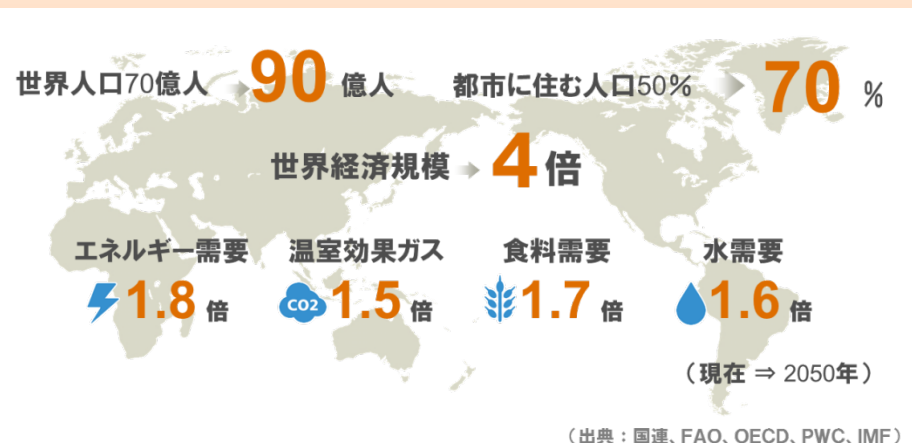 世界人口70億人 90 億人 都市に住む人口50% 70 %
世界経済規模 4 倍
エネルギー需要 温室効果ガス 食料需要 水需要
1.8 倍 CO2 1.5 倍 1.7 倍 1.6 倍
(現在 ⇒ 2050年)
(出典：国連、FAO、OECD、PWC、IMF)